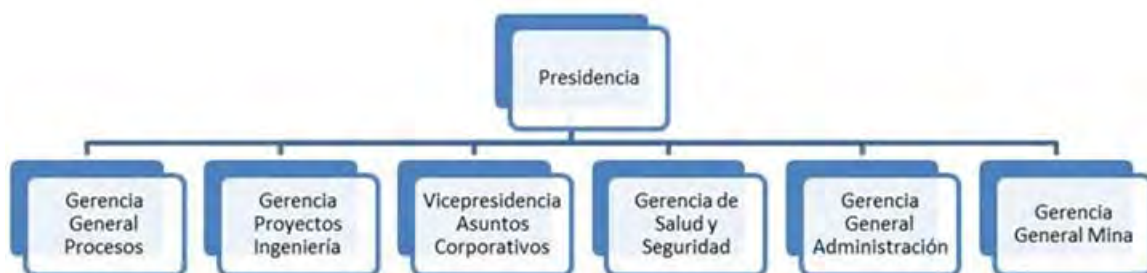 Presidencia
Gerencia
General
Procesos
Gerencia
Proyectos
Ingeniería
Vicepresidencia
Asuntos
Corporativos
Gerencia de
Salud y
Seguridad
Gerencia
General
Administración
Gerencia
General Mina